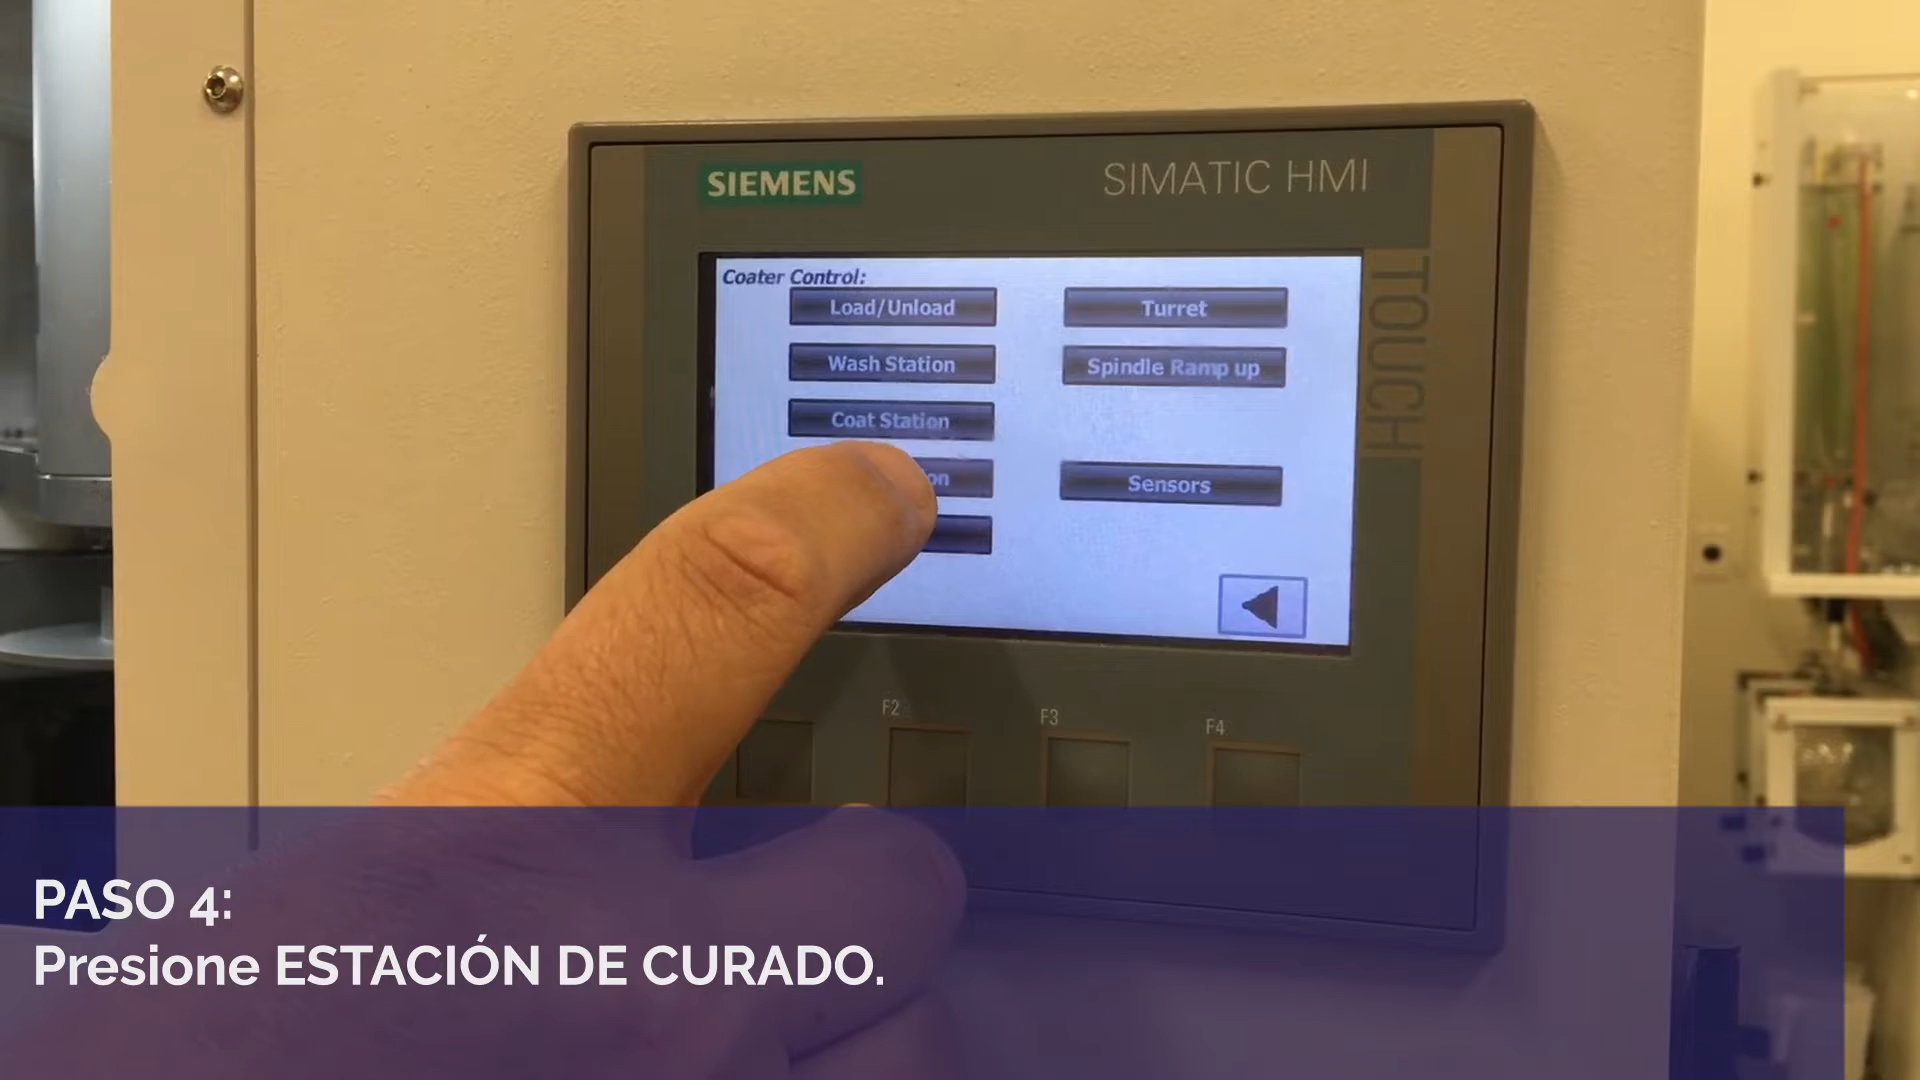 SIEMENS
SIMATIC HMI
TOUCH
Coater Control:
Load/Unload
Turret
Wash Station
Spindle Ramp up
Coat Station
on
Sensors
F2
F3
F4
PASO 4:
Presione ESTACIÓN DE CURADO.